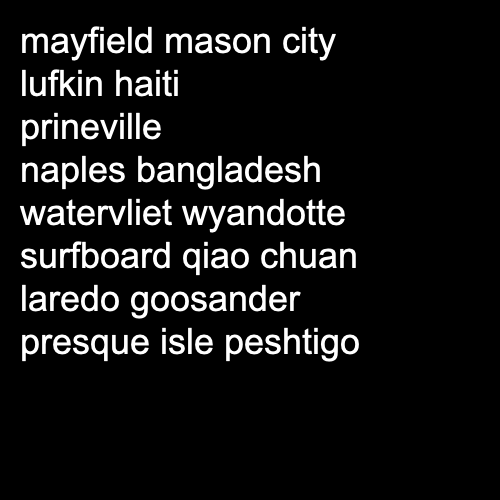 mayfield mason city
lufkin haiti
prineville
naples bangladesh
watervliet wyandotte
surfboard qiao chuan
laredo goosander
presque isle peshtigo